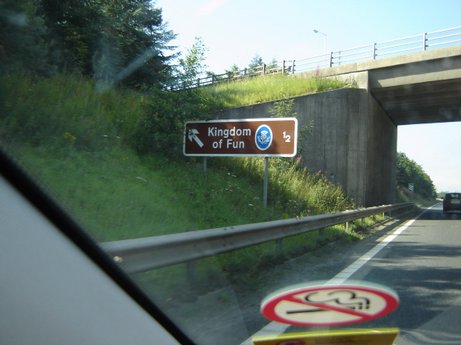 Kingdom
of Fun
1/2